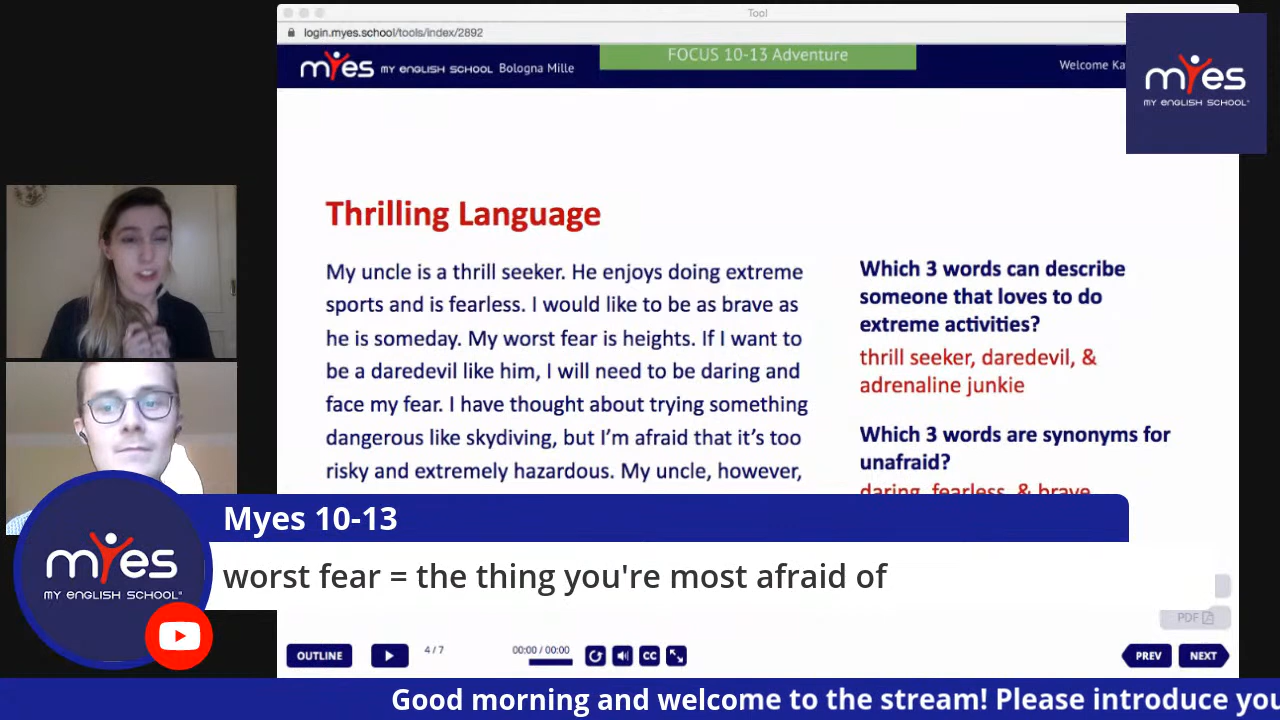 Tool
login.myes.school/tools/index/2892
myes MY ENGLISH SCHOOL Bologna Mille
FOCUS 10-13 Adventure
Welcome Ka
myes
MY ENGLISH SCHOOL
Thrilling Language
My uncle is a thrill seeker. He enjoys doing extreme
sports and is fearless. I would like to be as brave as
he is someday. My worst fear is heights. If I want to
be a daredevil like him, I will need to be daring and
face my fear. I have thought about trying something
dangerous like skydiving, but I'm afraid that it's too
risky and extremely hazardous. My uncle, however,
Which 3 words can describe
someone that loves to do
extreme activities?
thrill seeker, daredevil, &
adrenaline junkie
Which 3 words are synonyms for
unafraid?
daring, fearless, & brave
Myes 10-13
worst fear = the thing you're most afraid of
myes
MY ENGLISH SCHOOL
PDF
OUTLINE
4 / 7
00:00 / 00:00
CC
PREV
NEXT
Good morning and welcome to the stream! Please introduce you